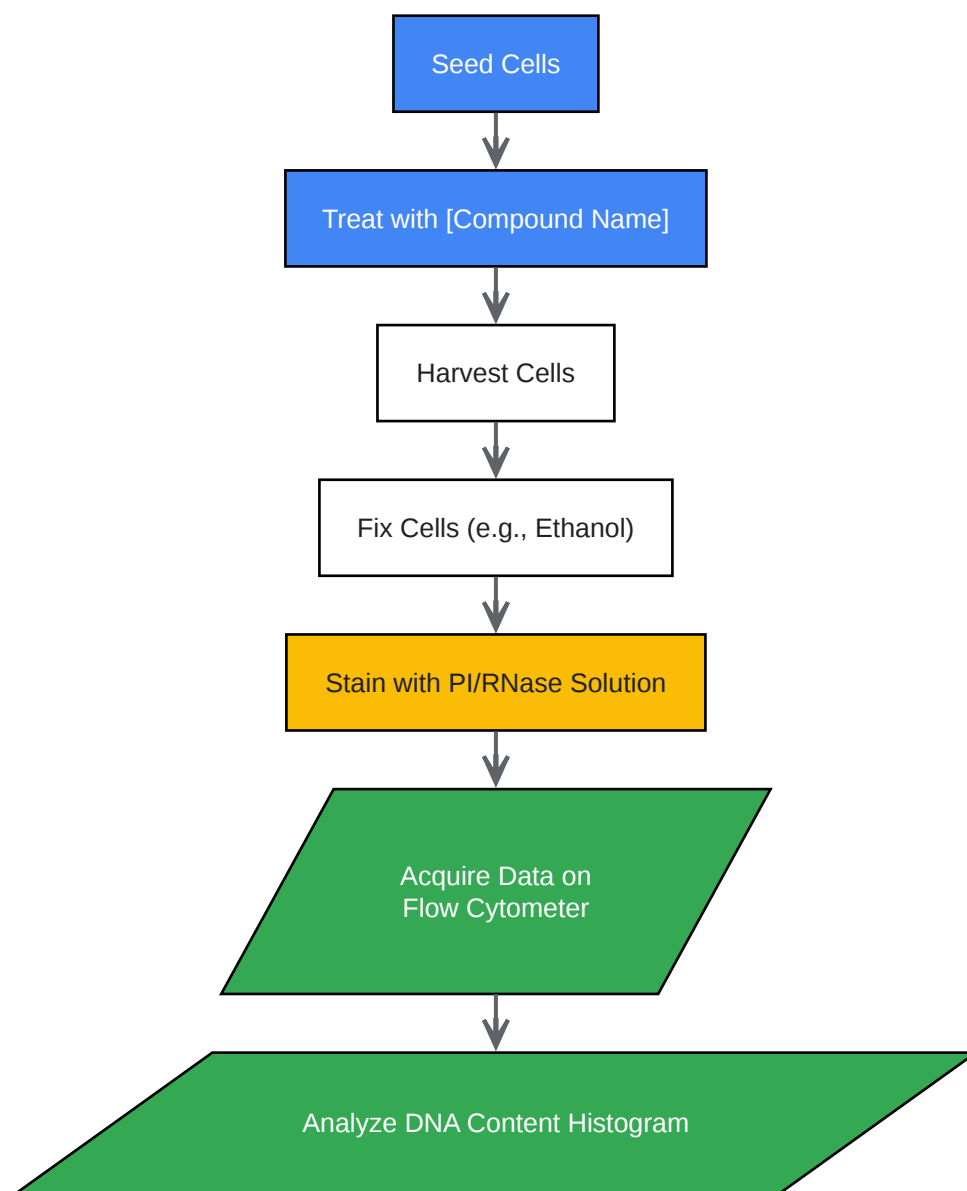 Seed Cells
Treat with [Compound Name]
Harvest Cells
Fix Cells (e.g., Ethanol)
Stain with PI/RNase Solution
Acquire Data on
Flow Cytometer
Analyze DNA Content Histogram